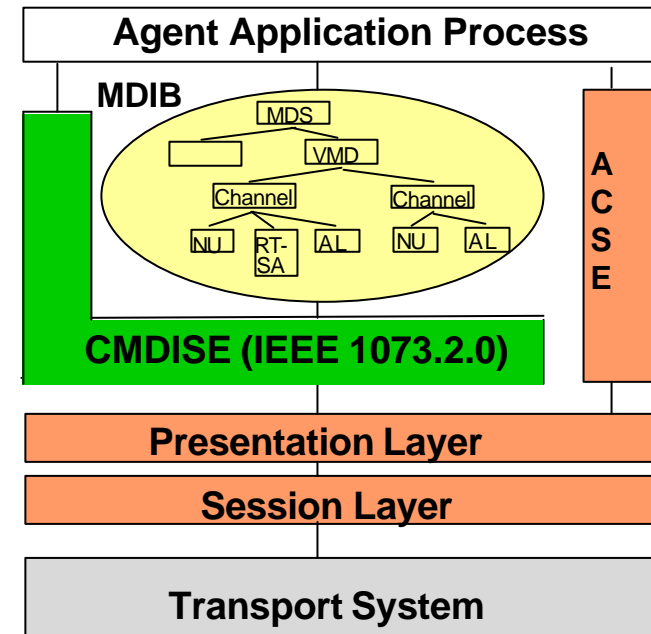 Agent Application Process
MDIB
MDS
VMD
Channel
Channel
NU
RT-
SA
AL
NU
AL
A
C
S
E
CMDISE (IEEE 1073.2.0)
Presentation Layer
Session Layer
Transport System